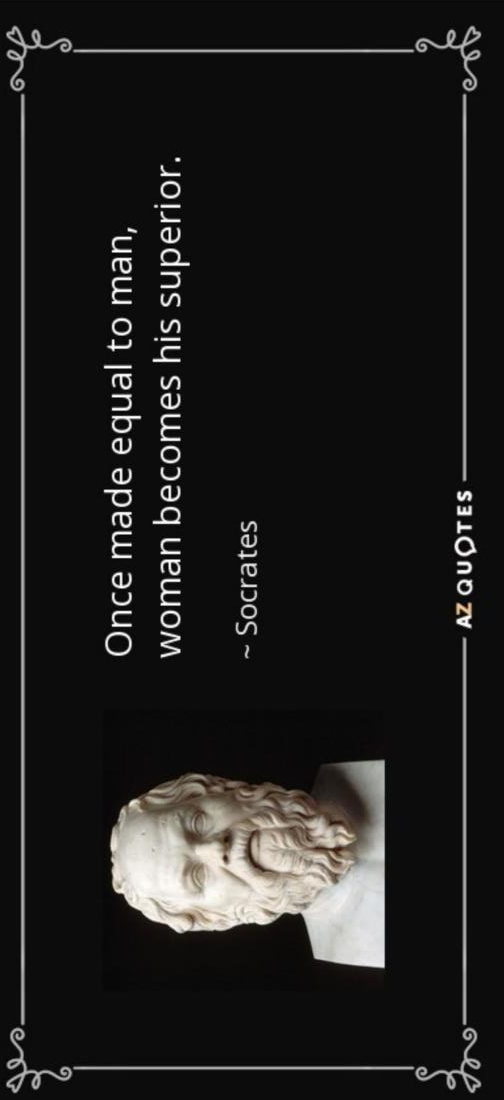 Once made equal to man,
woman becomes his superior.
~ Socrates
AZ QUOTES